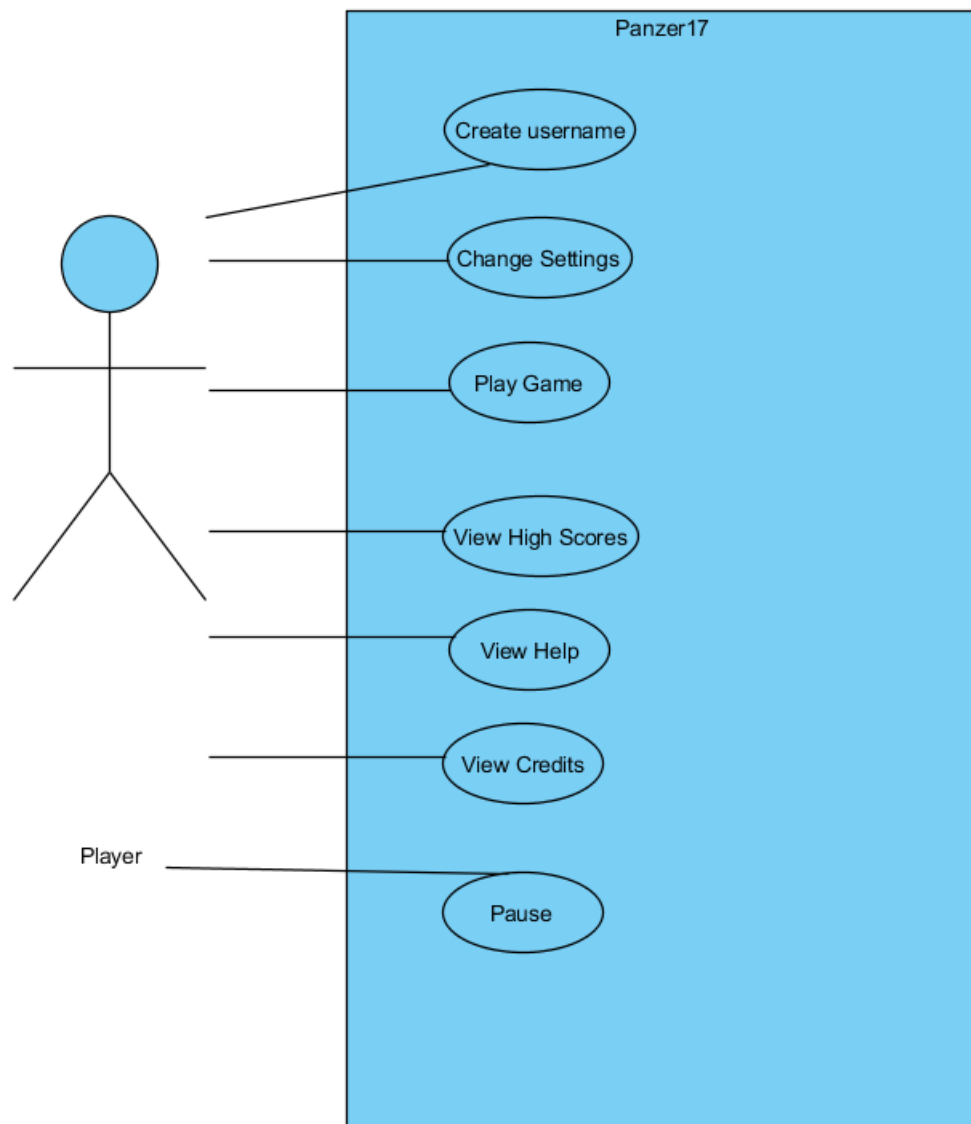 Panzer17
Create username
Change Settings
Play Game
View High Scores
View Help
View Credits
Player
Pause